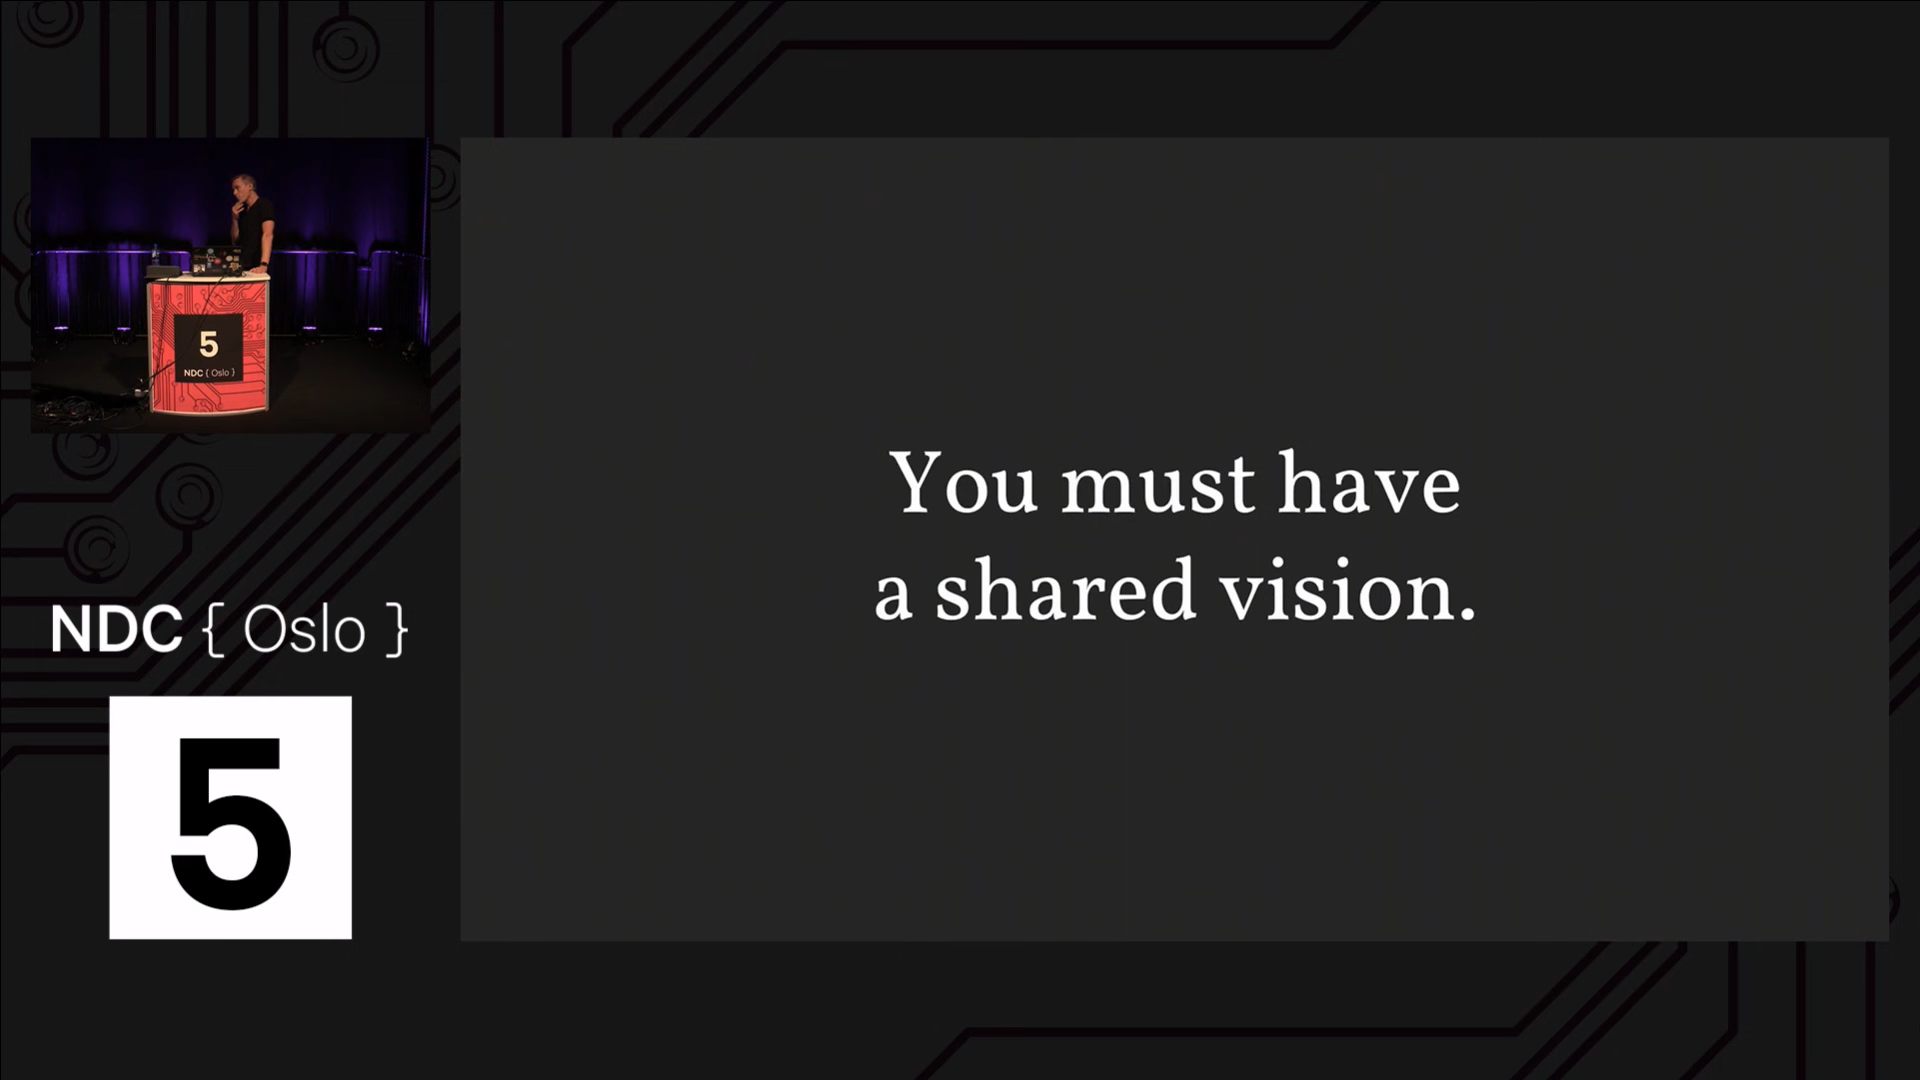 5
NDC { Oslo }
NDC { Oslo }
5
You must have
a shared vision.